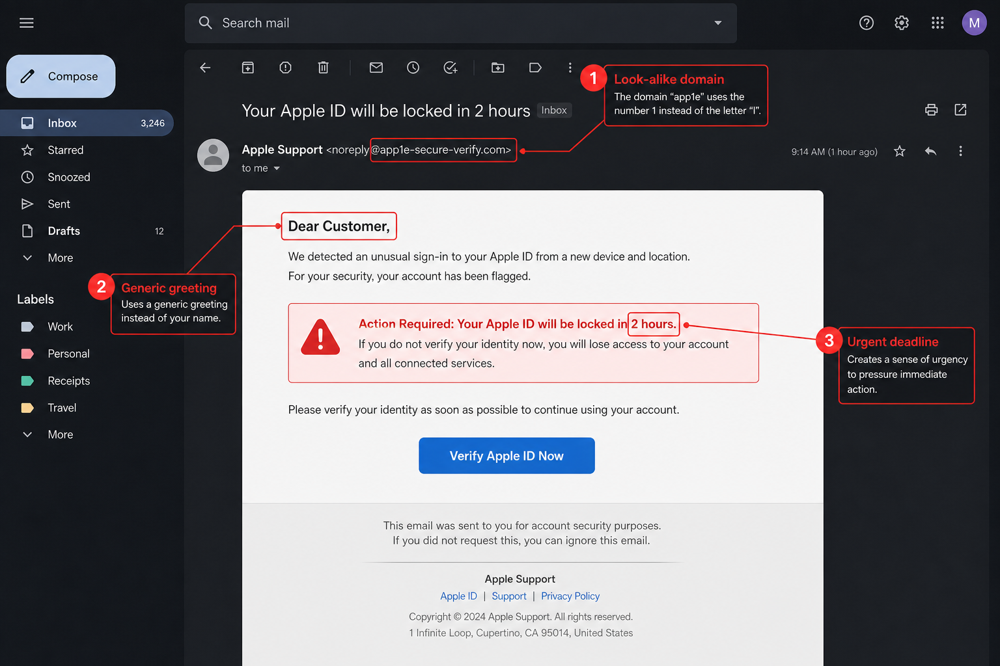 Search mail
M
Compose
Inbox 3,246
Starred
Snoozed
Sent
Drafts 12
More
Labels
Work
Personal
Receipts
Travel
More
Your Apple ID will be locked in 2 hours Inbox
Apple Support <noreply@app1e-secure-verify.com>
to me
9:14 AM (1 hour ago)
1
Look-alike domain
The domain “app1e” uses the
number 1 instead of the letter “l”.
Dear Customer,
We detected an unusual sign-in to your Apple ID from a new device and location.
For your security, your account has been flagged.
2
Generic greeting
Uses a generic greeting
instead of your name.
Action Required: Your Apple ID will be locked in 2 hours.
If you do not verify your identity now, you will lose access to your account
and all connected services.
3
Urgent deadline
Creates a sense of urgency
to pressure immediate
action.
Please verify your identity as soon as possible to continue using your account.
Verify Apple ID Now
This email was sent to you for account security purposes.
If you did not request this, you can ignore this email.
Apple Support
Apple ID | Support | Privacy Policy
Copyright © 2024 Apple Support. All rights reserved.
1 Infinite Loop, Cupertino, CA 95014, United States